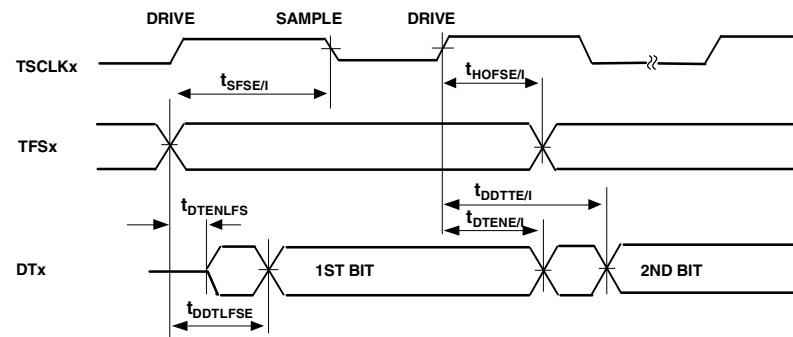 DRIVE SAMPLE DRIVE
TSCLKx
tSFSE/I
tHOFSE/I
TFSx
tDDTTE/I
tDTENLFS
tDTENE/I
DTx
1ST BIT
2ND BIT
tDDTLFSE